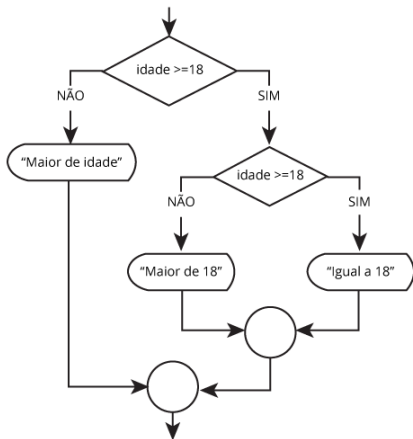 idade >=18
NÃO
SIM
“Maior de idade”
idade >=18
NÃO
SIM
“Maior de 18”
“Igual a 18”